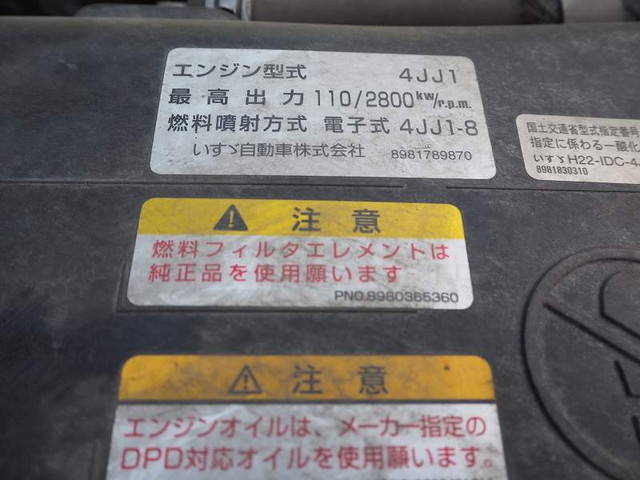 エンジン型式 4JJ1
最高出力 110/2800kw/r.p.m.
燃料噴射方式 電子式 4JJ1-8
いすゞ自動車株式会社 8981789870
国土交通省型式指定番号
指定に係わる一酸化
いすゞH22-IDC-4
8981830310
注意
燃料フィルタエレメントは
純正品を使用願います
PNO.8980365360
注意
エンジンオイルは、メーカー指定の
DPD対応オイルを使用願います。